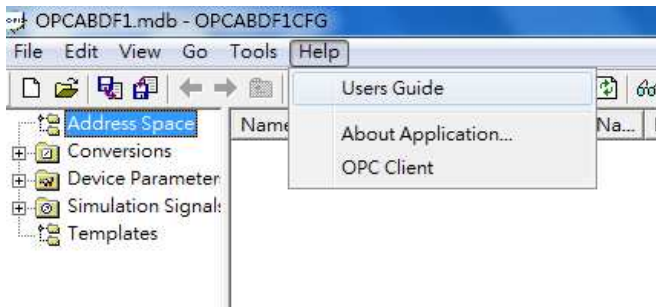 OPCABDF1.mdb - OPCABDF1CFG
File Edit View Go Tools Help
Users Guide
Address Space Name Na...
About Application...
Conversions
OPC Client
Device Parameter
Simulation Signal
Templates